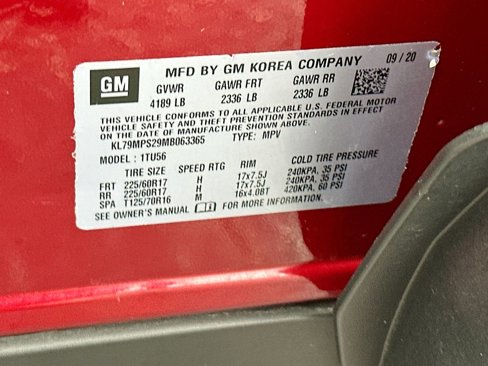 GM
MFD BY GM KOREA COMPANY 09/20
GVWR GAWR FRT GAWR RR
4189 LB 2336 LB 2336 LB
THIS VEHICLE CONFORMS TO ALL APPLICABLE U.S. FEDERAL MOTOR
VEHICLE SAFETY, BUMPER, AND THEFT PREVENTION STANDARDS IN EFFECT
ON THE DATE OF MANUFACTURE SHOWN ABOVE.
KL79MPS29MB063365 TYPE: MPV
MODEL : 1TU56
TIRE SIZE SPEED RTG RIM COLD TIRE PRESSURE
FRT 225/60R17 H 17x7.5J 240KPA, 35 PSI
RR 225/60R17 H 17x7.5J 240KPA, 35 PSI
SPA T125/70R16 M 16x4.0BT 420KPA, 60 PSI
SEE OWNER'S MANUAL FOR MORE INFORMATION.